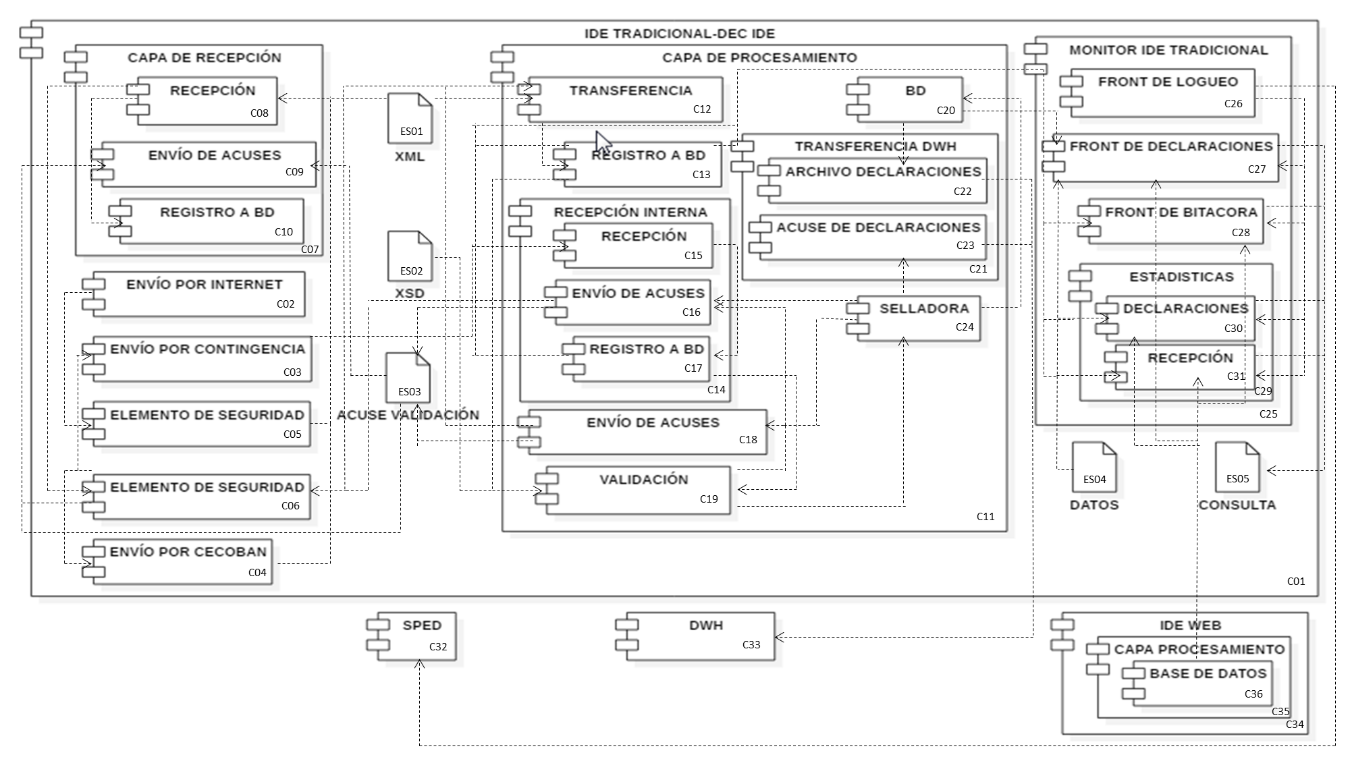 IDE TRADICIONAL-DEC IDE
CAPA DE RECEPCIÓN
RECEPCIÓN
C08
ENVÍO DE ACUSES
C09
REGISTRO A BD
C10
C07
ENVÍO POR INTERNET
C02
ENVÍO POR CONTINGENCIA
C03
ELEMENTO DE SEGURIDAD
C05
ELEMENTO DE SEGURIDAD
C06
ENVÍO POR CECOBAN
C04
ES01
XML
ES02
XSD
ES03
ACUSE VALIDACIÓN
CAPA DE PROCESAMIENTO
TRANSFERENCIA
C12
REGISTRO A BD
C13
RECEPCIÓN INTERNA
RECEPCIÓN
C15
ENVÍO DE ACUSES
C16
REGISTRO A BD
C17
C14
ENVÍO DE ACUSES
C18
VALIDACIÓN
C19
BD
C20
TRANSFERENCIA DWH
ARCHIVO DECLARACIONES
C22
ACUSE DE DECLARACIONES
C23
C21
SELLADORA
C24
C11
MONITOR IDE TRADICIONAL
FRONT DE LOGUEO
C26
FRONT DE DECLARACIONES
C27
FRONT DE BITACORA
C28
ESTADISTICAS
DECLARACIONES
C30
RECEPCIÓN
C31
C29
C25
ES04
DATOS
ES05
CONSULTA
C01
SPED
C32
DWH
C33
IDE WEB
CAPA PROCESAMIENTO
BASE DE DATOS
C36
C35
C34